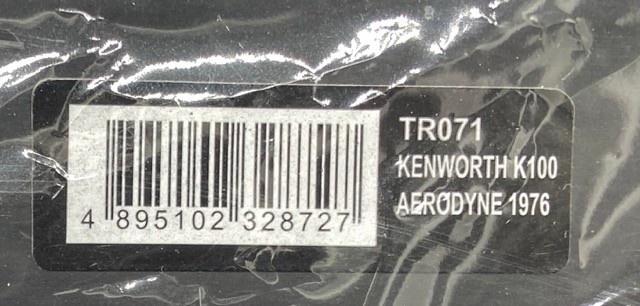 TR071
KENWORTH K100
AERODYNE 1976
4 895102 328727